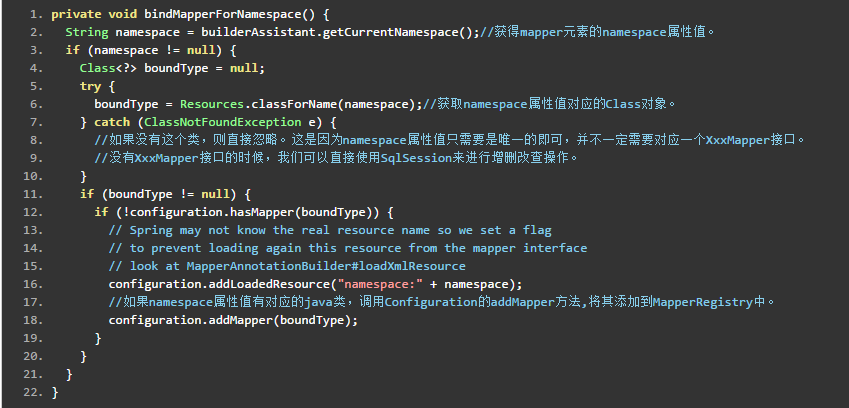 1. private void bindMapperForNamespace() {
2.   String namespace = builderAssistant.getCurrentNamespace();//获得mapper元素的namespace属性值。
3.   if (namespace != null) {
4.     Class<?> boundType = null;
5.     try {
6.       boundType = Resources.classForName(namespace);//获取namespace属性值对应的Class对象。
7.     } catch (ClassNotFoundException e) {
8.       //如果没有这个类，则直接忽略。这是因为namespace属性值只需要是唯一的即可，并不一定需要对应一个XxxMapper接口。
9.       //没有XxxMapper接口的时候，我们可以直接使用SqlSession来进行增删改查操作。
10.     }
11.     if (boundType != null) {
12.       if (!configuration.hasMapper(boundType)) {
13.         // Spring may not know the real resource name so we set a flag
14.         // to prevent loading again this resource from the mapper interface
15.         // look at MapperAnnotationBuilder#loadXmlResource
16.         configuration.addLoadedResource("namespace:" + namespace);
17.         //如果namespace属性值有对应的java类，调用Configuration的addMapper方法,将其添加到MapperRegistry中。
18.         configuration.addMapper(boundType);
19.       }
20.     }
21.   }
22. }